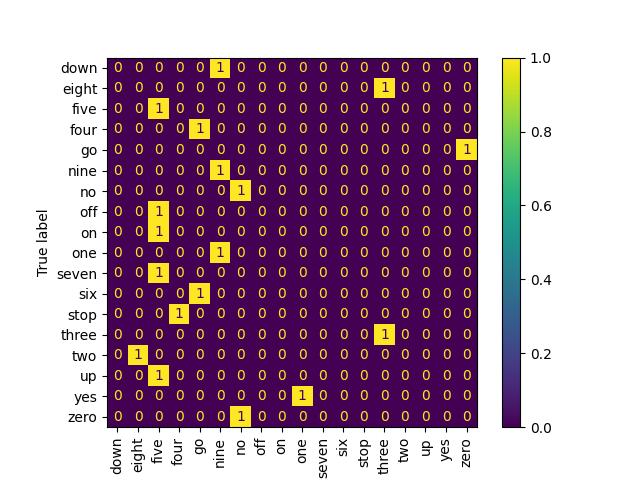 down 0 0 0 0 0 1 0 0 0 0 0 0 0 0 0 0 0 0 1.0
eight 0 0 0 0 0 0 0 0 0 0 0 0 0 1 0 0 0 0
five 0 0 1 0 0 0 0 0 0 0 0 0 0 0 0 0 0 0
four 0 0 0 0 1 0 0 0 0 0 0 0 0 0 0 0 0 0 0.8
go 0 0 0 0 0 0 0 0 0 0 0 0 0 0 0 0 0 1
nine 0 0 0 0 0 1 0 0 0 0 0 0 0 0 0 0 0 0
no 0 0 0 0 0 0 1 0 0 0 0 0 0 0 0 0 0 0
off 0 0 1 0 0 0 0 0 0 0 0 0 0 0 0 0 0 0 0.6
on 0 0 1 0 0 0 0 0 0 0 0 0 0 0 0 0 0 0
True label
one 0 0 0 0 0 1 0 0 0 0 0 0 0 0 0 0 0 0
seven 0 0 1 0 0 0 0 0 0 0 0 0 0 0 0 0 0 0 0.4
six 0 0 0 0 1 0 0 0 0 0 0 0 0 0 0 0 0 0
stop 0 0 0 1 0 0 0 0 0 0 0 0 0 0 0 0 0 0
three 0 0 0 0 0 0 0 0 0 0 0 0 0 1 0 0 0 0
two 0 1 0 0 0 0 0 0 0 0 0 0 0 0 0 0 0 0 0.2
up 0 0 1 0 0 0 0 0 0 0 0 0 0 0 0 0 0 0
yes 0 0 0 0 0 0 0 0 0 1 0 0 0 0 0 0 0 0
zero 0 0 0 0 0 0 1 0 0 0 0 0 0 0 0 0 0 0 0.0
down eight five four go nine no off on one seven six stop three two up yes zero